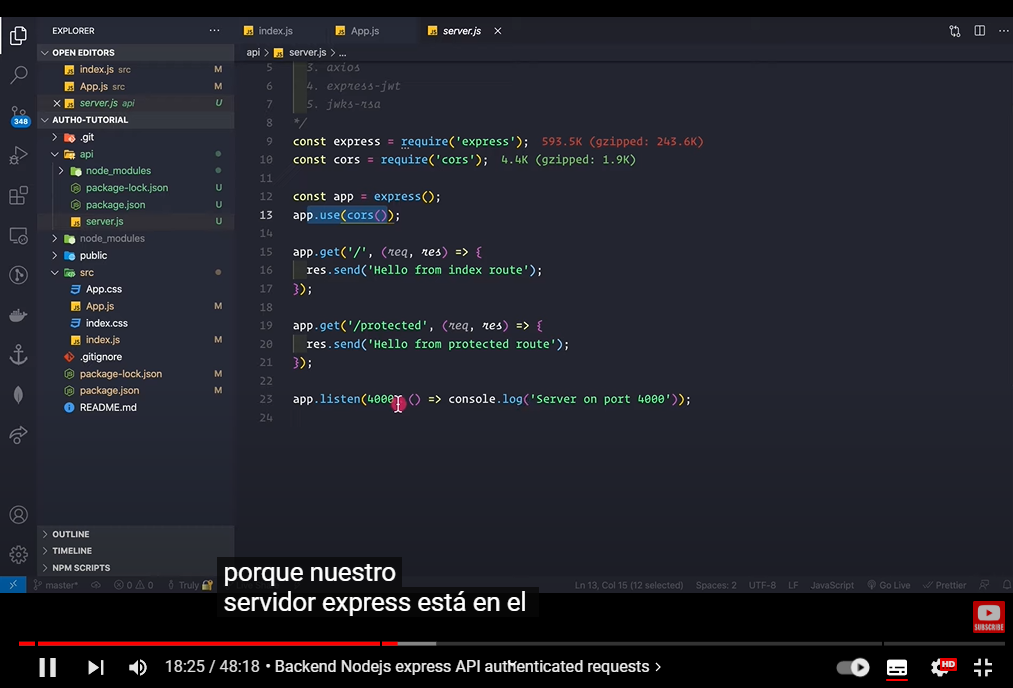 EXPLORER
OPEN EDITORS
index.js src M
App.js src M
server.js api U
AUTH0-TUTORIAL
.git
api
node_modules
package-lock.json U
package.json U
server.js U
node_modules
public
src
App.css
App.js M
index.css
index.js M
.gitignore
package-lock.json M
package.json M
README.md
OUTLINE
TIMELINE
NPM SCRIPTS
348
index.js App.js server.js
api > server.js > ...
5 3. axios
6 4. express-jwt
7 5. jwks-rsa
8 */
9 const express = require('express'); 593.5K (gzipped: 243.6K)
10 const cors = require('cors'); 4.4K (gzipped: 1.9K)
11
12 const app = express();
13 app.use(cors());
14
15 app.get('/', (req, res) => {
16 res.send('Hello from index route');
17 });
18
19 app.get('/protected', (req, res) => {
20 res.send('Hello from protected route');
21 });
22
23 app.listen(4000, () => console.log('Server on port 4000'));
24
porque nuestro
servidor express está en el
master* 0 0 Truly Ln 13, Col 15 (12 selected) Spaces: 2 UTF-8 LF JavaScript Go Live Prettier
SUBSCRIBE
18:25 / 48:18 • Backend Nodejs express API authenticated requests >
HD